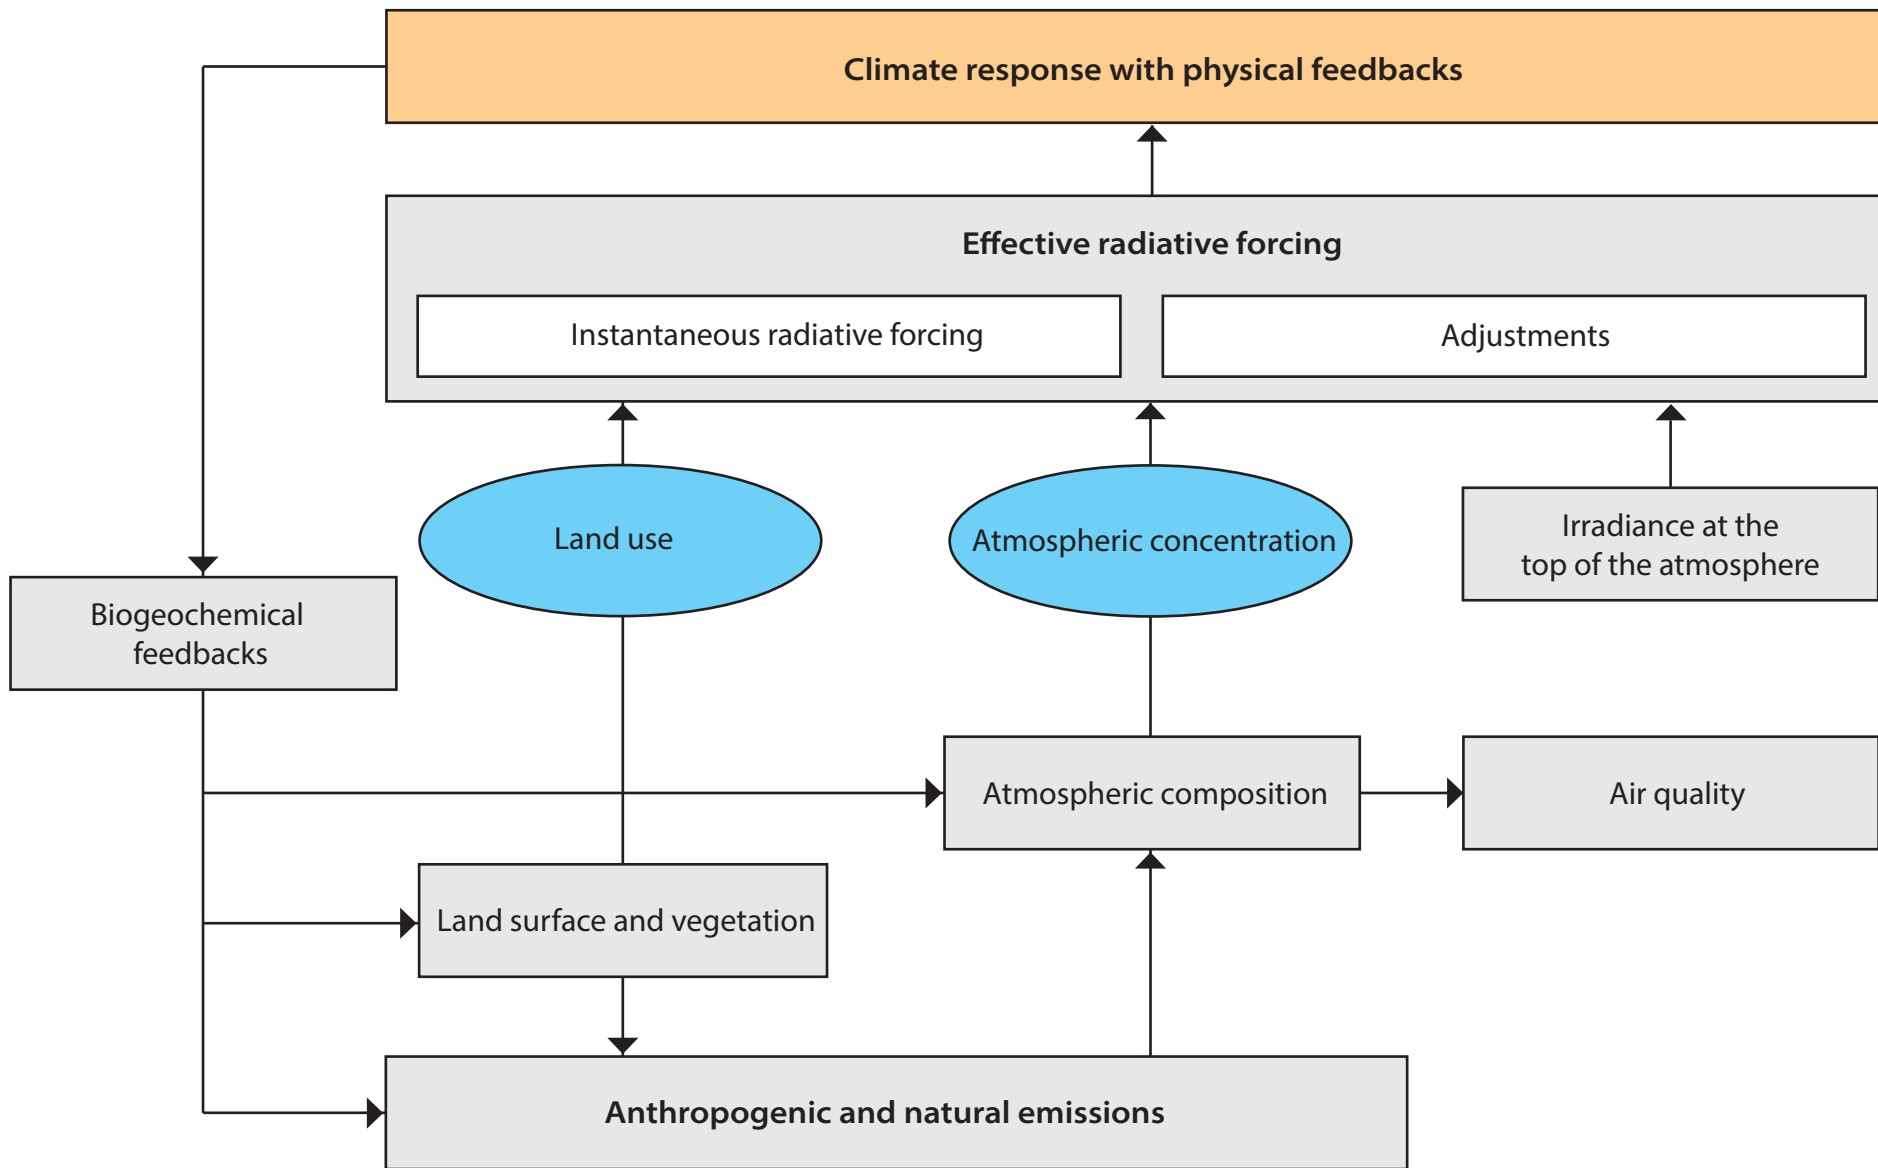 Climate response with physical feedbacks
Effective radiative forcing
Instantaneous radiative forcing
Adjustments
Land use
Atmospheric concentration
Irradiance at the
top of the atmosphere
Biogeochemical
feedbacks
Atmospheric composition
Air quality
Land surface and vegetation
Anthropogenic and natural emissions